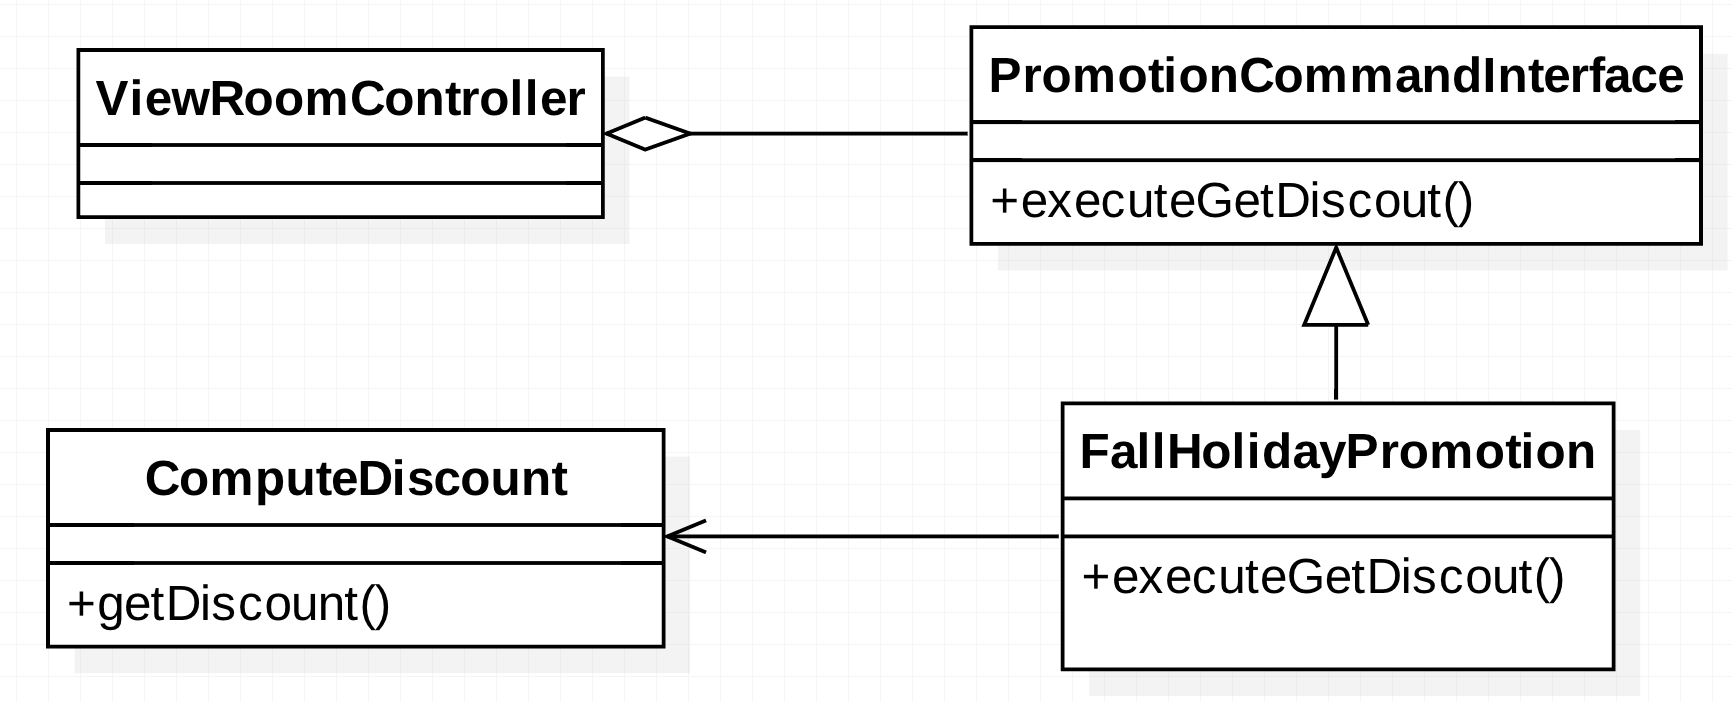 ViewRoomController
PromotionCommandInterface
+executeGetDiscout()
ComputeDiscount
+getDiscount()
FallHolidayPromotion
+executeGetDiscout()